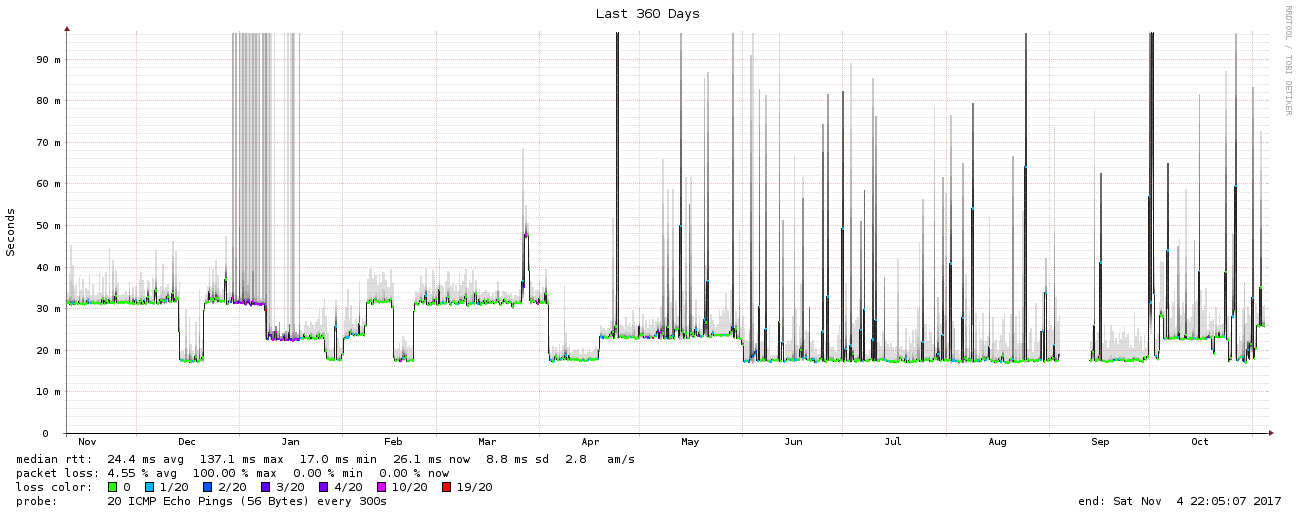 Last 360 Days
RRDTOOL / TOBI OETIKER
Seconds
90 m
80 m
70 m
60 m
50 m
40 m
30 m
20 m
10 m
0
Nov Dec Jan Feb Mar Apr May Jun Jul Aug Sep Oct
median rtt: 24.4 ms avg 137.1 ms max 17.0 ms min 26.1 ms now 8.8 ms sd 2.8 am/s
packet loss: 4.55 % avg 100.00 % max 0.00 % min 0.00 % now
loss color: 0 1/20 2/20 3/20 4/20 10/20 19/20
probe: 20 ICMP Echo Pings (56 Bytes) every 300s end: Sat Nov 4 22:05:07 2017